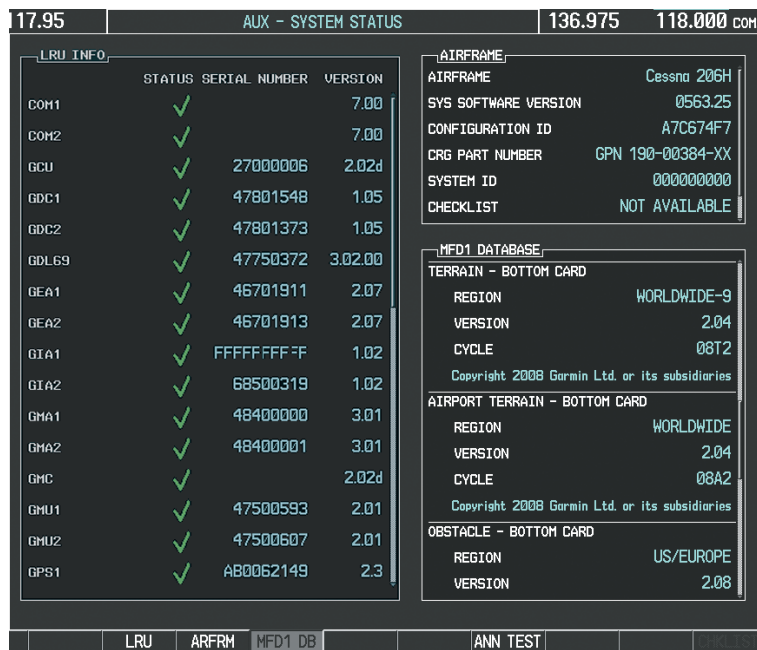 117.95 AUX - SYSTEM STATUS 136.975 118.000 COM
LRU INFO
STATUS SERIAL NUMBER VERSION
COM1 7.00
COM2 7.00
GCU 27000006 2.02d
GDC1 47801548 1.05
GDC2 47801373 1.05
GDL69 47750372 3.02.00
GEA1 46701911 2.07
GEA2 46701913 2.07
GIA1 FFFFFFFFFF 1.02
GIA2 68500319 1.02
GMA1 48400000 3.01
GMA2 48400001 3.01
GMC 2.02d
GMU1 47500593 2.01
GMU2 47500607 2.01
GPS1 AB0062149 2.3
AIRFRAME
AIRFRAME Cessna 206H
SYS SOFTWARE VERSION 0563.25
CONFIGURATION ID A7C674F7
CRG PART NUMBER GPN 190-00384-XX
SYSTEM ID 000000000
CHECKLIST NOT AVAILABLE
MFD1 DATABASE
TERRAIN - BOTTOM CARD
REGION WORLDWIDE-9
VERSION 2.04
CYCLE 08T2
Copyright 2008 Garmin Ltd. or its subsidiaries
AIRPORT TERRAIN - BOTTOM CARD
REGION WORLDWIDE
VERSION 2.04
CYCLE 08A2
Copyright 2008 Garmin Ltd. or its subsidiaries
OBSTACLE - BOTTOM CARD
REGION US/EUROPE
VERSION 2.08
LRU ARFRM MFD1 DB ANN TEST CHKLIST